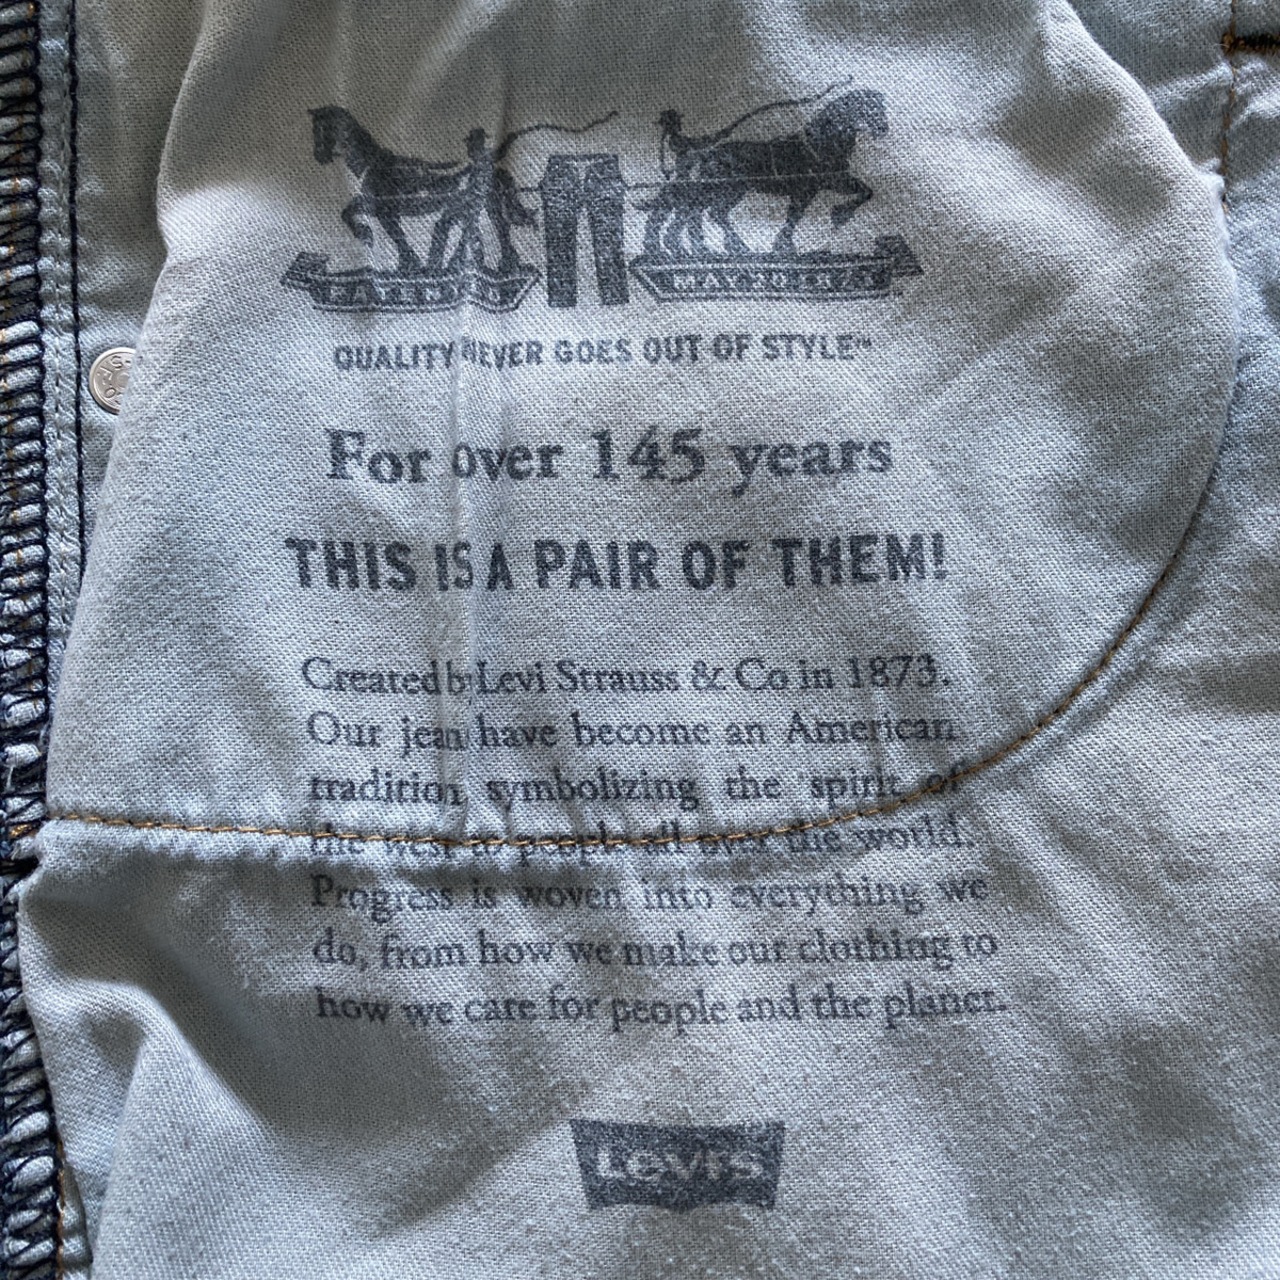 QUALITY NEVER GOES OUT OF STYLE™
For over 145 years
THIS IS A PAIR OF THEM!
Created by Levi Strauss & Co in 1873.
Our jean have become an American
tradition symbolizing the spirit of
the west to people all over the world.
Progress is woven into everything we
do, from how we make our clothing to
how we care for people and the planet.
Levi's